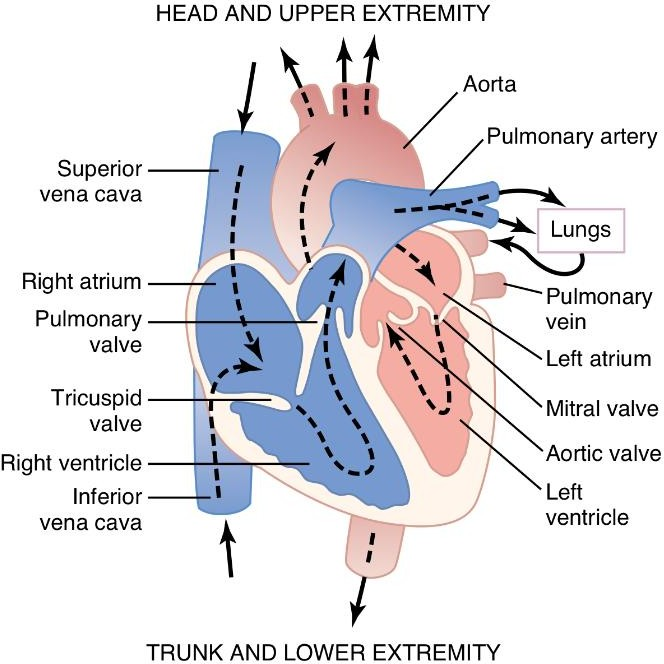 HEAD AND UPPER EXTREMITY
Aorta
Pulmonary artery
Superior
vena cava
Lungs
Right atrium
Pulmonary
vein
Pulmonary
valve
Left atrium
Tricuspid
valve
Mitral valve
Aortic valve
Right ventricle
Left
ventricle
Inferior
vena cava
TRUNK AND LOWER EXTREMITY